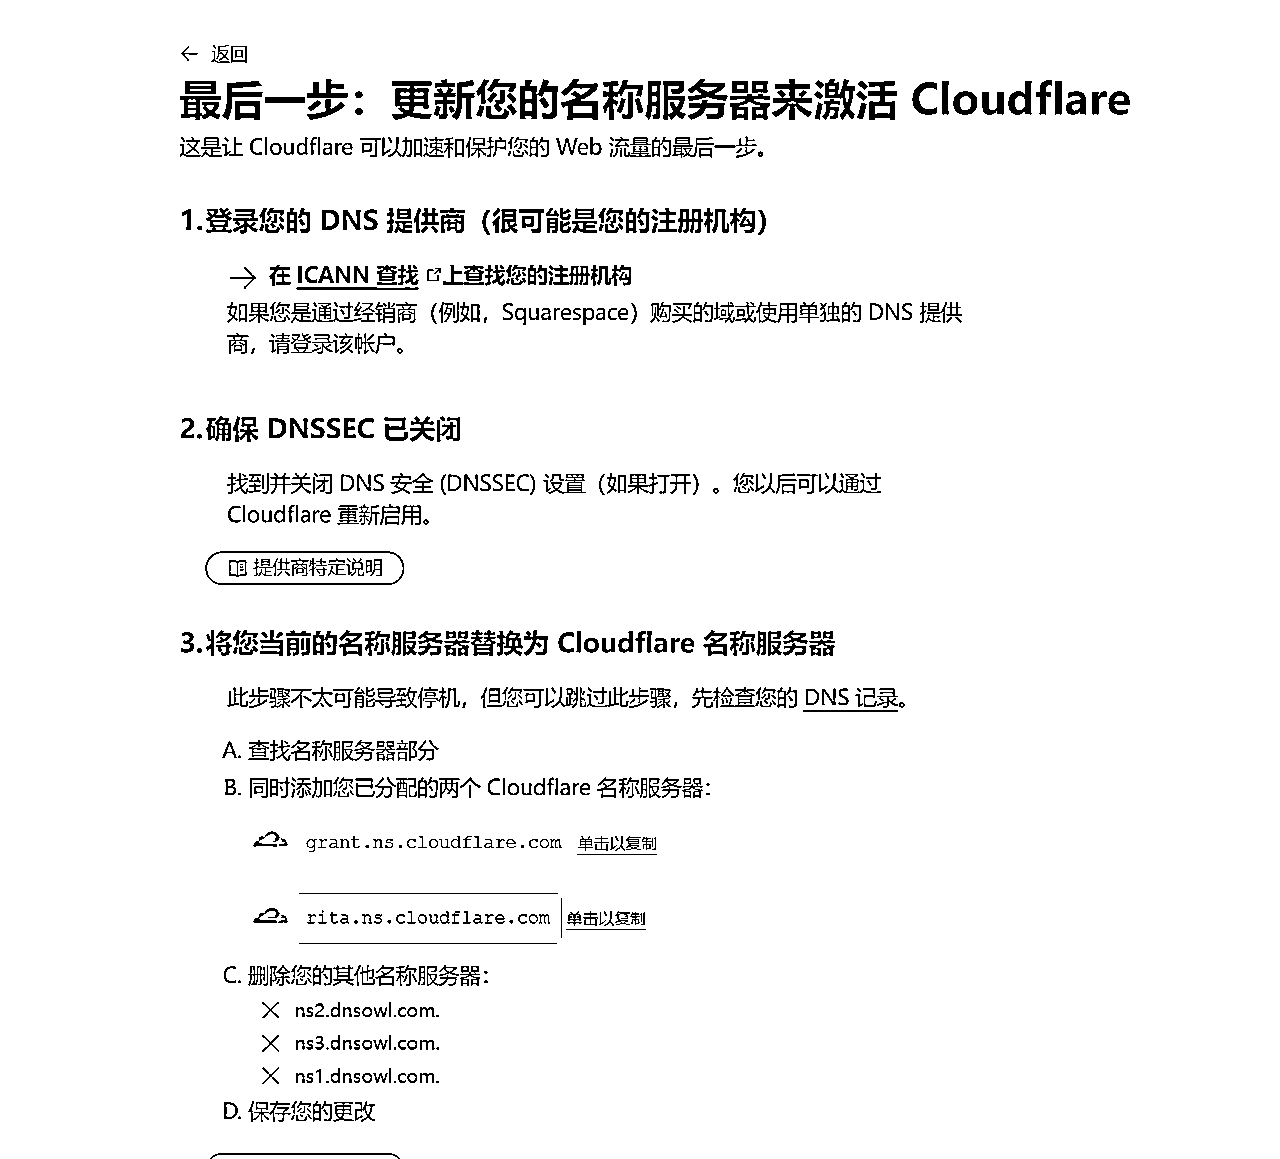 ← 返回
最后一步：更新您的名称服务器来激活 Cloudflare
这是让 Cloudflare 可以加速和保护您的 Web 流量的最后一步。
1.登录您的 DNS 提供商（很可能是您的注册机构）
→ 在 ICANN 查找 上查找您的注册机构
如果您是通过经销商（例如，Squarespace）购买的域或使用单独的 DNS 提供
商，请登录该帐户。
2.确保 DNSSEC 已关闭
找到并关闭 DNS 安全 (DNSSEC) 设置（如果打开）。您以后可以通过
Cloudflare 重新启用。
提供商特定说明
3.将您当前的名称服务器替换为 Cloudflare 名称服务器
此步骤不太可能导致停机，但您可以跳过此步骤，先检查您的 DNS 记录。
A. 查找名称服务器部分
B. 同时添加您已分配的两个 Cloudflare 名称服务器：
grant.ns.cloudflare.com 单击以复制
rita.ns.cloudflare.com 单击以复制
C. 删除您的其他名称服务器：
ns2.dnsowl.com.
ns3.dnsowl.com.
ns1.dnsowl.com.
D. 保存您的更改